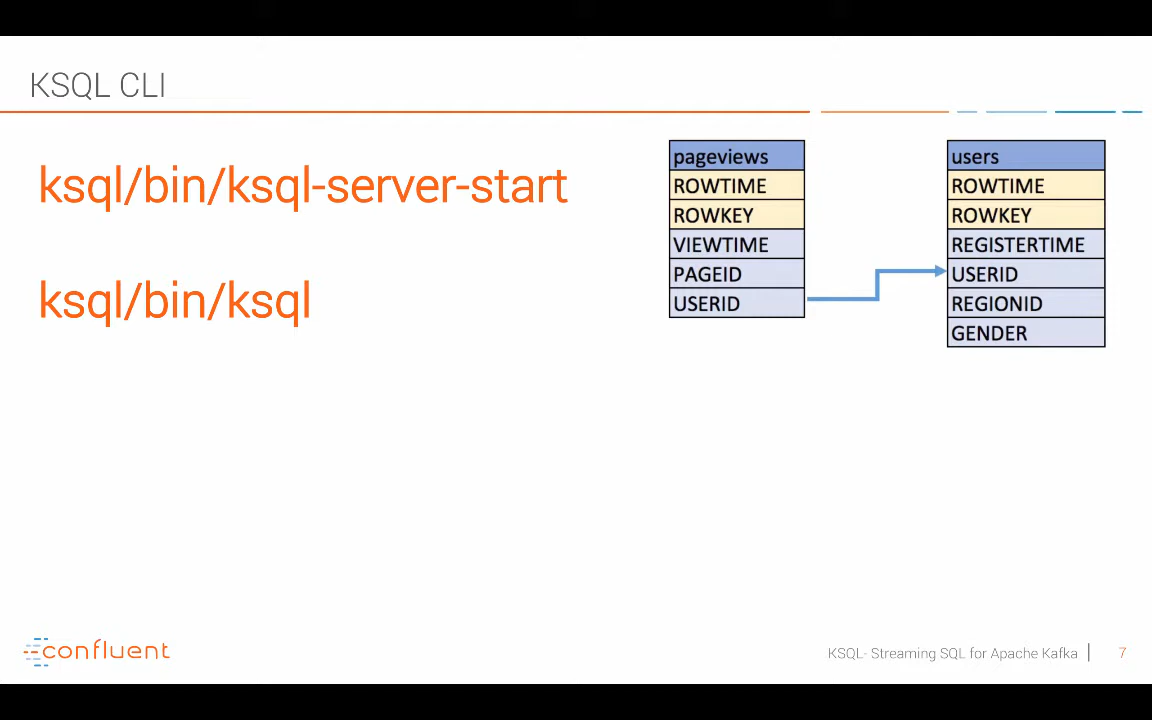 KSQL CLI
ksql/bin/ksql-server-start
ksql/bin/ksql
pageviews
ROWTIME
ROWKEY
VIEWTIME
PAGEID
USERID
users
ROWTIME
ROWKEY
REGISTERTIME
USERID
REGIONID
GENDER
confluent
KSQL- Streaming SQL for Apache Kafka
7